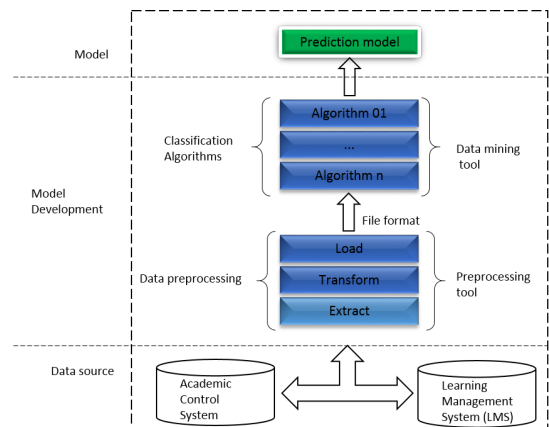 Model
Prediction model
Classification
Algorithms
Algorithm 01
...
Algorithm n
Data mining
tool
Model
Development
File format
Data preprocessing
Load
Transform
Extract
Preprocessing
tool
Data source
Academic
Control
System
Learning
Management
System (LMS)